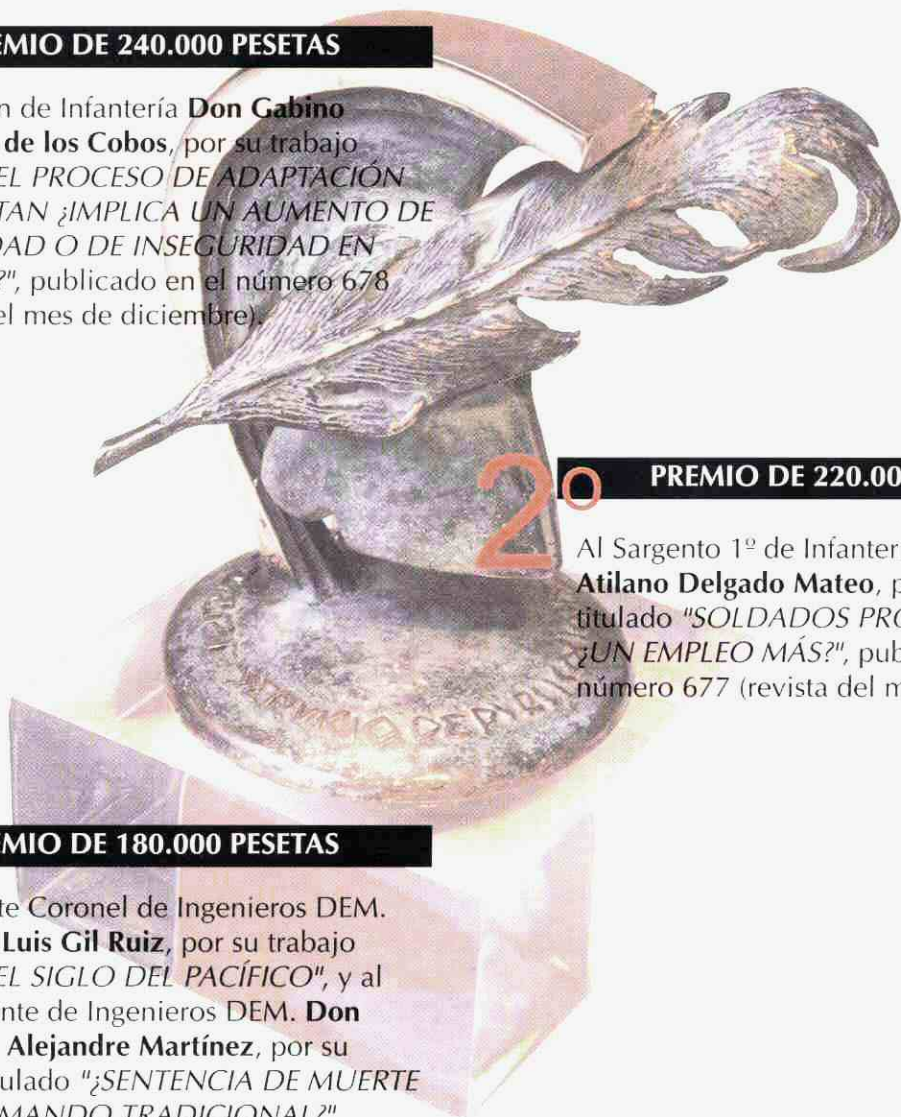 EMIO DE 240.000 PESETAS
n de Infantería Don Gabino
de los Cobos, por su trabajo
EL PROCESO DE ADAPTACIÓN
TAN ¿IMPLICA UN AUMENTO DE
DAD O DE INSEGURIDAD EN
?", publicado en el número 678
el mes de diciembre).
2º
PREMIO DE 220.00
Al Sargento 1º de Infanter
Atilano Delgado Mateo, p
titulado "SOLDADOS PRO
¿UN EMPLEO MÁS?", pub
número 677 (revista del m
EMIO DE 180.000 PESETAS
te Coronel de Ingenieros DEM.
Luis Gil Ruiz, por su trabajo
EL SIGLO DEL PACÍFICO", y al
nte de Ingenieros DEM. Don
Alejandre Martínez, por su
ulado "¿SENTENCIA DE MUERTE
MANDO TRADICIONAL?"